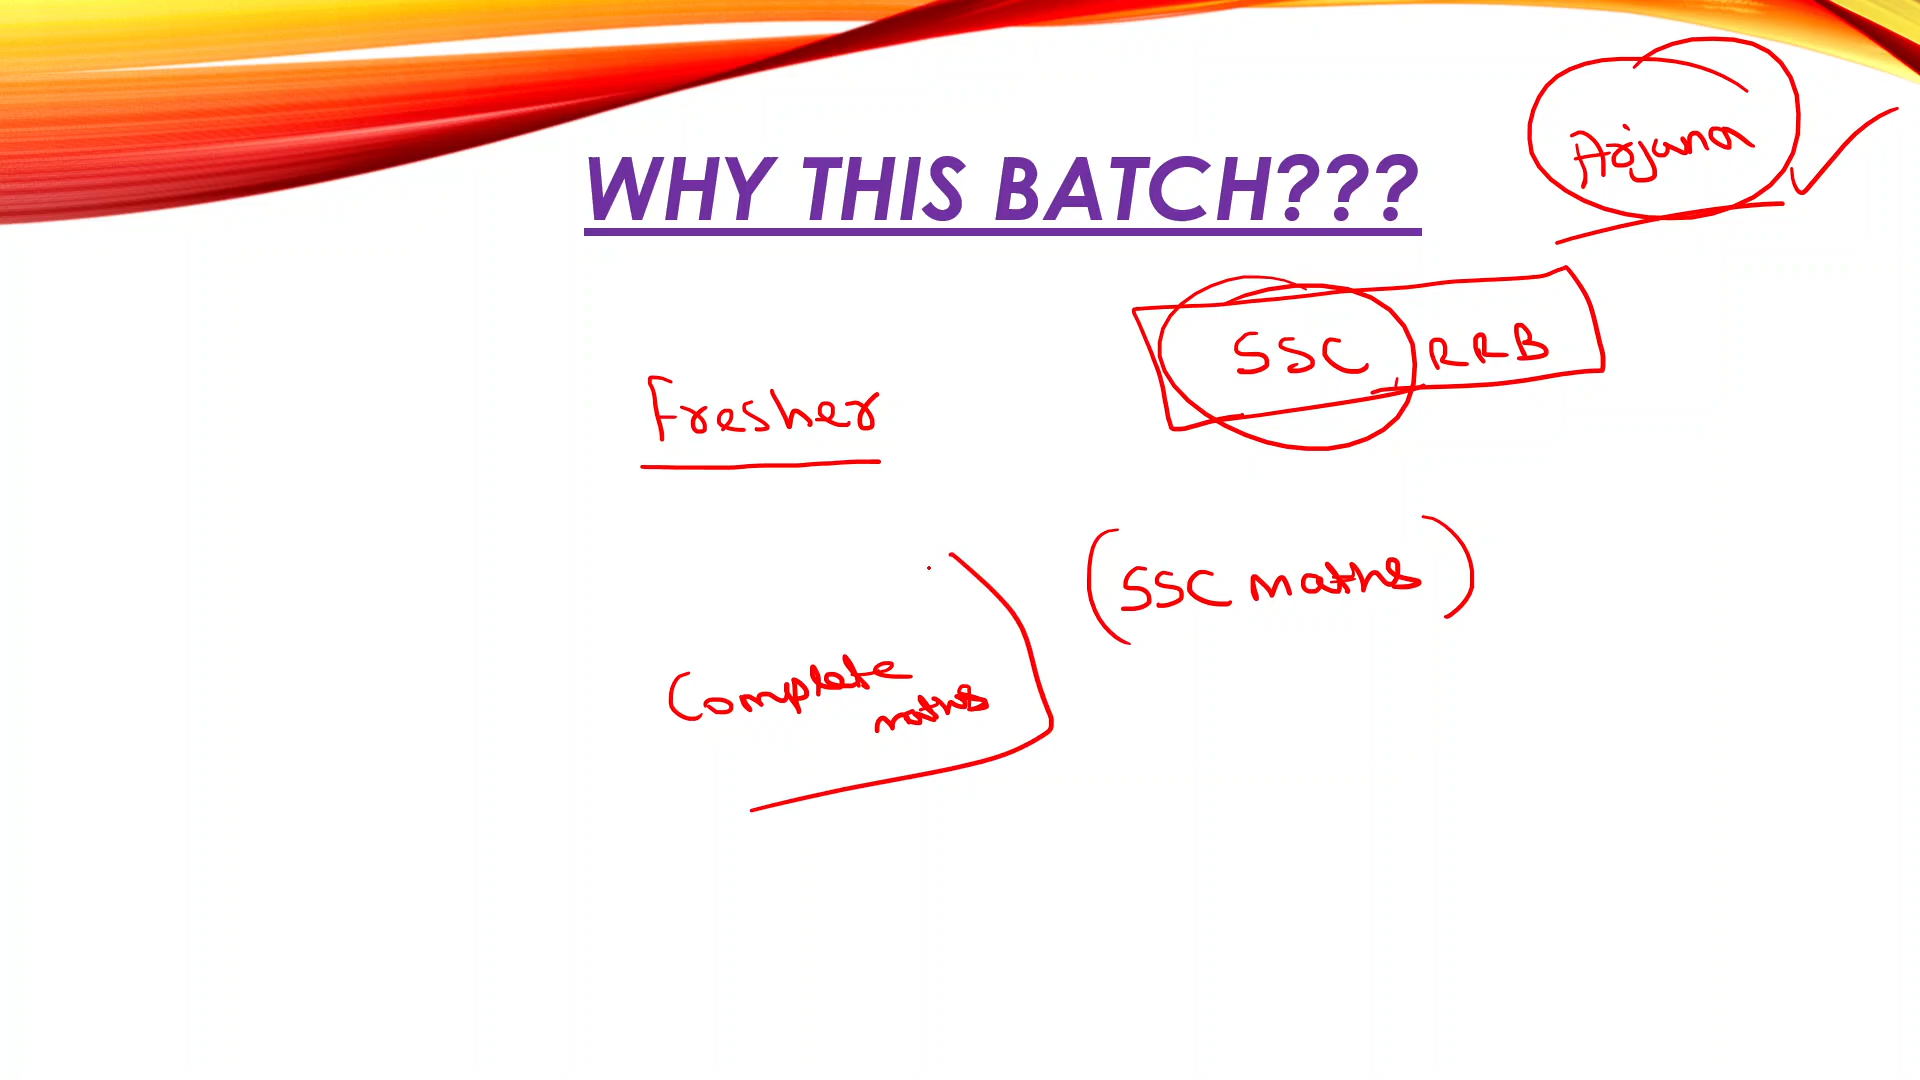 Arjuna
WHY THIS BATCH???
SSC, RRB
Fresher
(SSC maths)
Complete
maths